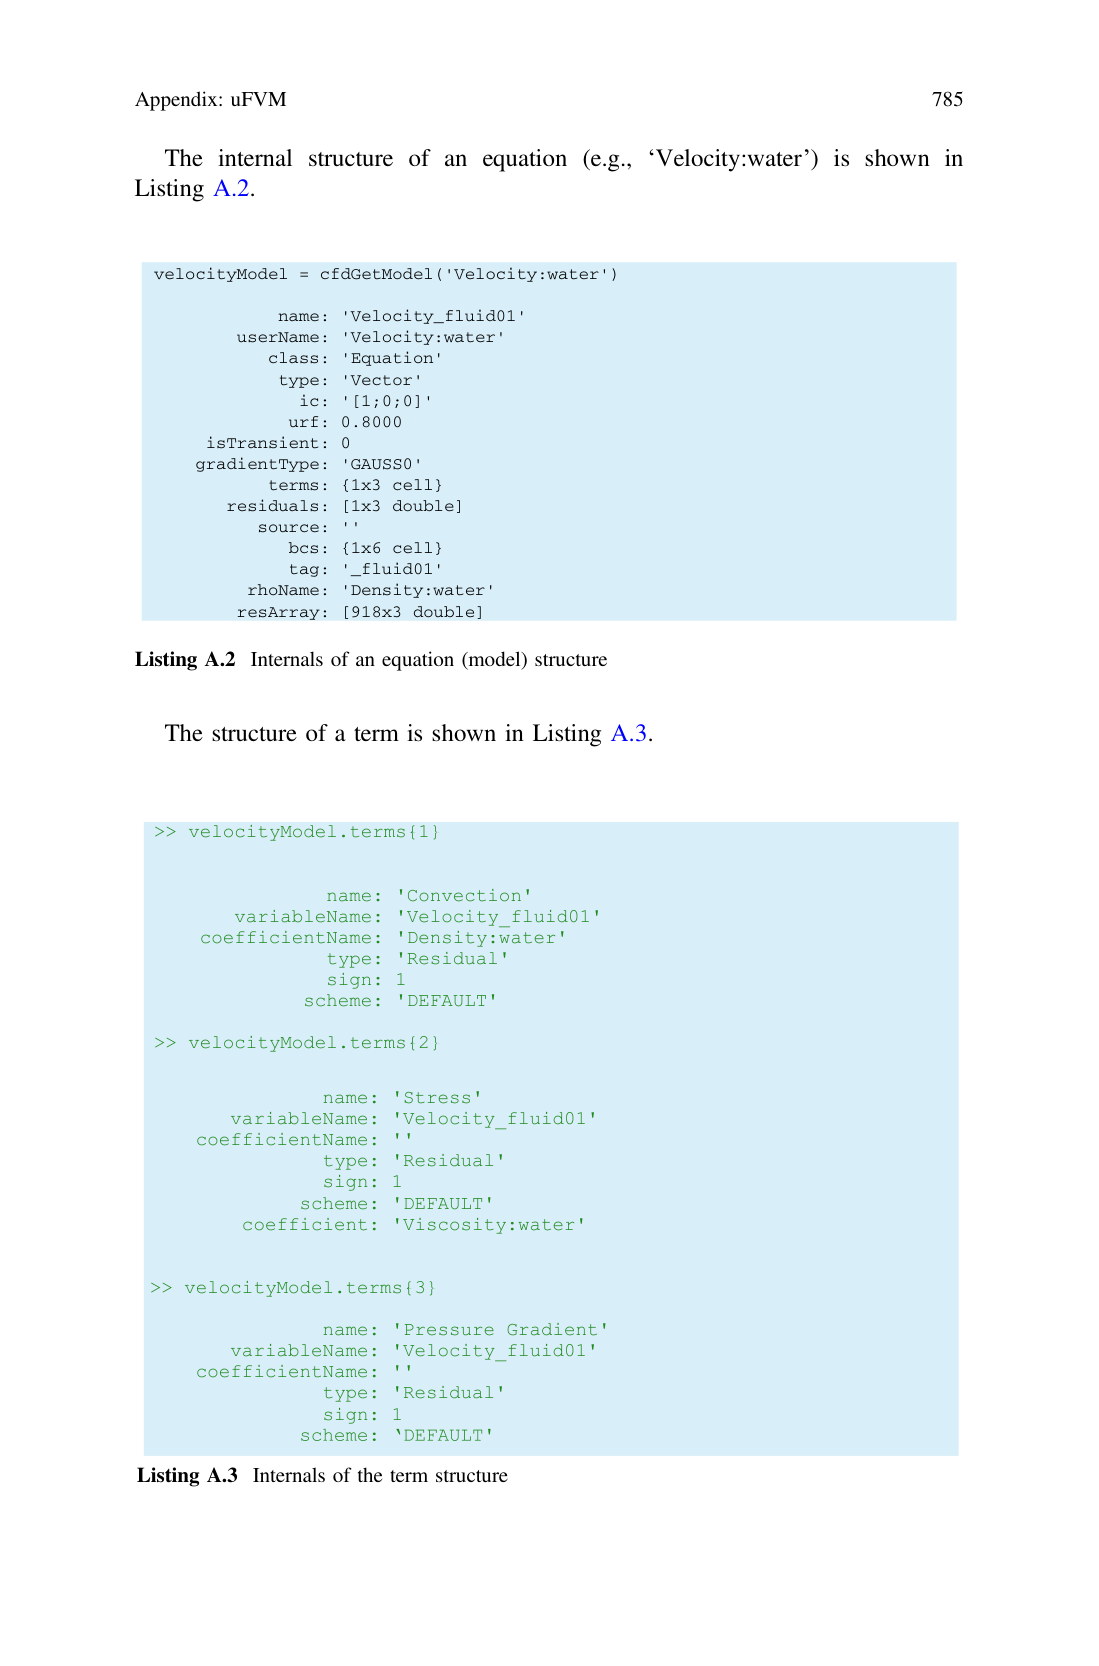 Appendix: uFVM 785
The internal structure of an equation (e.g., ‘Velocity:water’) is shown in
Listing A.2.
velocityModel = cfdGetModel('Velocity:water')
name: 'Velocity_fluid01'
userName: 'Velocity:water'
class: 'Equation'
type: 'Vector'
ic: '[1;0;0]'
urf: 0.8000
isTransient: 0
gradientType: 'GAUSS0'
terms: {1x3 cell}
residuals: [1x3 double]
source: ''
bcs: {1x6 cell}
tag: '_fluid01'
rhoName: 'Density:water'
resArray: [918x3 double]
Listing A.2 Internals of an equation (model) structure
The structure of a term is shown in Listing A.3.
>> velocityModel.terms{1}
name: 'Convection'
variableName: 'Velocity_fluid01'
coefficientName: 'Density:water'
type: 'Residual'
sign: 1
scheme: 'DEFAULT'
>> velocityModel.terms{2}
name: 'Stress'
variableName: 'Velocity_fluid01'
coefficientName: ''
type: 'Residual'
sign: 1
scheme: 'DEFAULT'
coefficient: 'Viscosity:water'
>> velocityModel.terms{3}
name: 'Pressure Gradient'
variableName: 'Velocity_fluid01'
coefficientName: ''
type: 'Residual'
sign: 1
scheme: ‘DEFAULT'
Listing A.3 Internals of the term structure